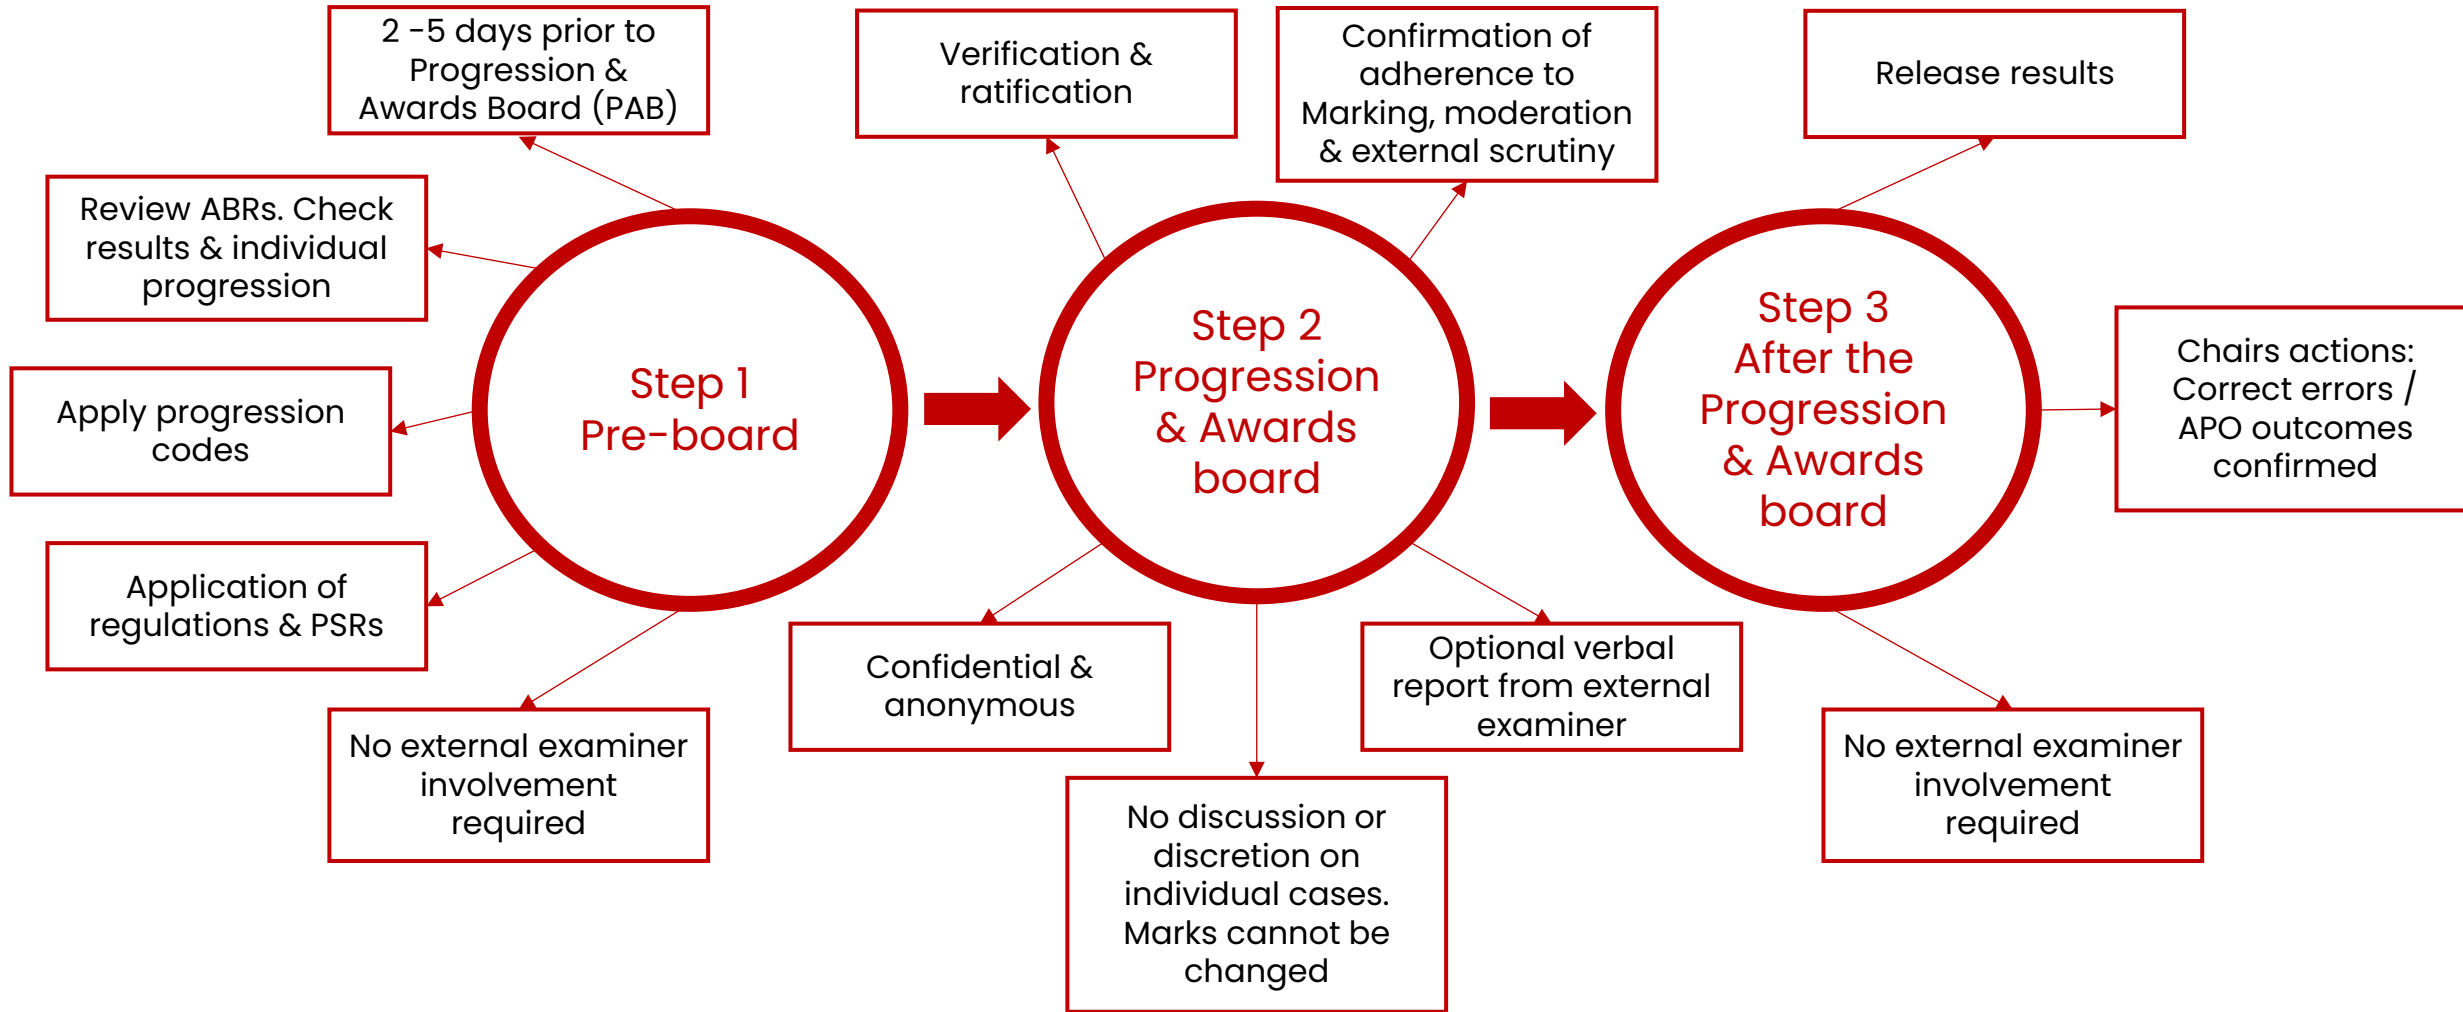 2 -5 days prior to
Progression &
Awards Board (PAB)
Review ABRs. Check
results & individual
progression
Apply progression
codes
Application of
regulations & PSRs
No external examiner
involvement
required
Step 1
Pre-board
Verification &
ratification
Confirmation of
adherence to
Marking, moderation
& external scrutiny
Step 2
Progression
& Awards
board
Confidential &
anonymous
No discussion or
discretion on
individual cases.
Marks cannot be
changed
Optional verbal
report from external
examiner
Release results
Step 3
After the
Progression
& Awards
board
Chairs actions:
Correct errors /
APO outcomes
confirmed
No external examiner
involvement
required